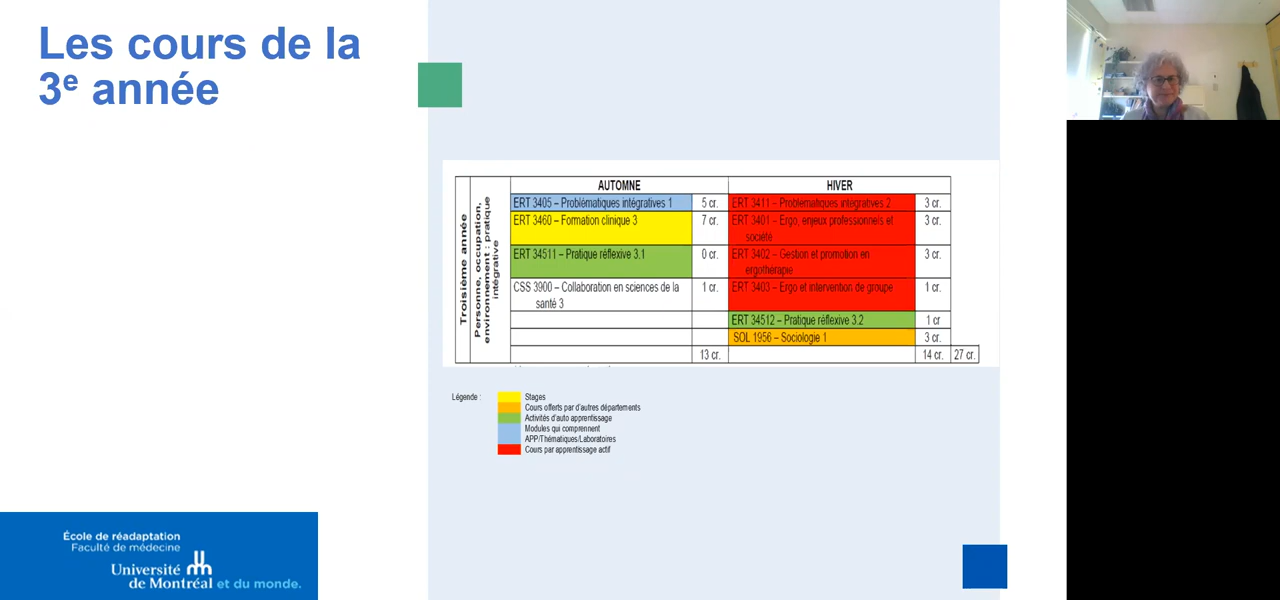 Les cours de la
3e année
AUTOMNE HIVER
Troisième année
Personne, occupation,
environnement : pratique
intégrative
ERT 3405 – Problématiques intégratives 1 5 cr. ERT 3411 – Problematiques intégratives 2 3 cr.
ERT 3460 – Formation clinique 3 7 cr. ERT 3401 – Ergo, enjeux professionnels et 3 cr.
société
ERT 34511 – Pratique réflexive 3.1 0 cr. ERT 3402 – Gestion et promotion en 3 cr.
ergothérapie
CSS 3900 – Collaboration en sciences de la 1 cr. ERT 3403 – Ergo et intervention de groupe 1 cr.
santé 3
ERT 34512 – Pratique réflexive 3.2 1 cr
SOL 1956 – Sociologie 1 3 cr.
13 cr. 14 cr. 27 cr.
Légende : Stages
Cours offerts par d'autres départements
Activités d'auto apprentissage
Modules qui comprennent
APP/Thématiques/Laboratoires
Cours par apprentissage actif
École de réadaptation
Faculté de médecine
Université
de Montréal et du monde.